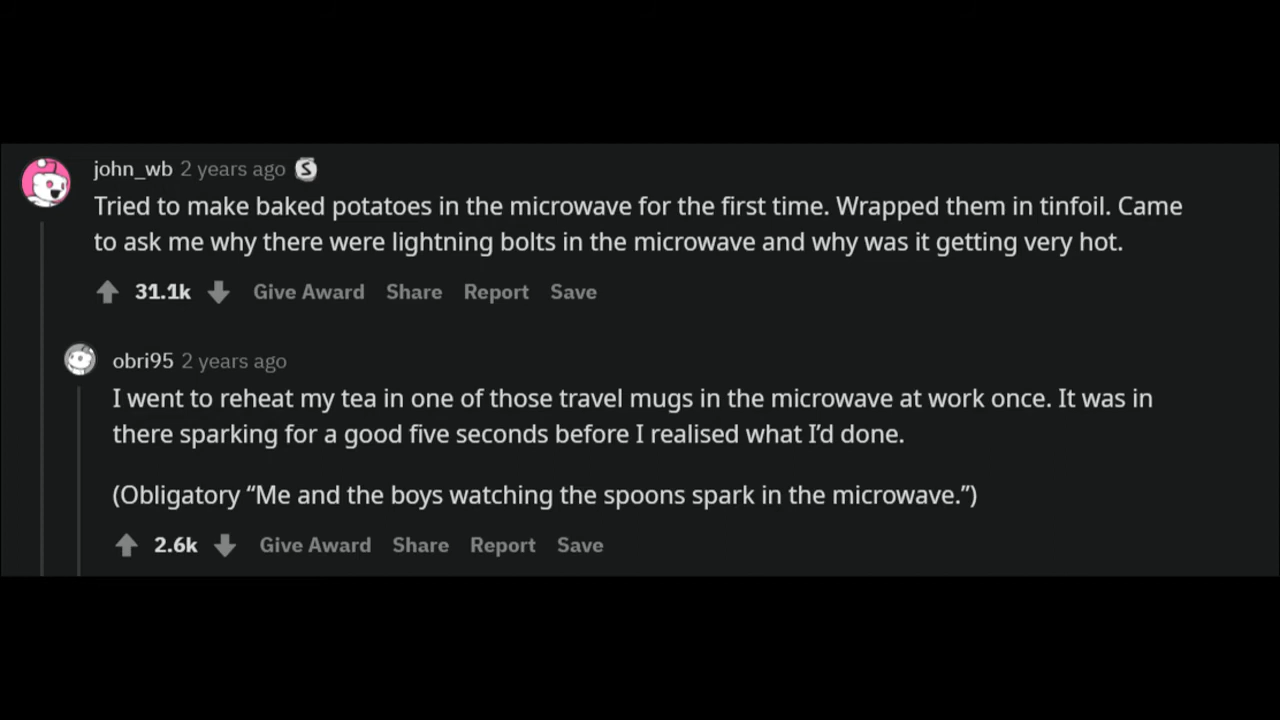 john_wb 2 years ago
Tried to make baked potatoes in the microwave for the first time. Wrapped them in tinfoil. Came
to ask me why there were lightning bolts in the microwave and why was it getting very hot.
31.1k Give Award Share Report Save
obri95 2 years ago
I went to reheat my tea in one of those travel mugs in the microwave at work once. It was in
there sparking for a good five seconds before I realised what I’d done.
(Obligatory “Me and the boys watching the spoons spark in the microwave.”)
2.6k Give Award Share Report Save